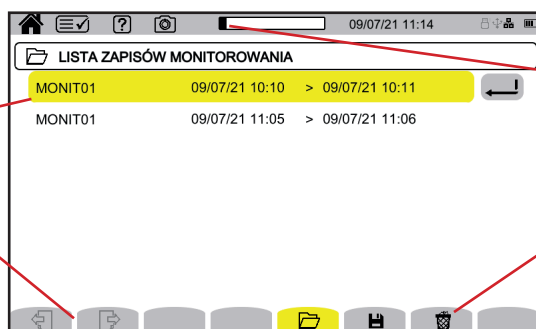 09/07/21 11:14
LISTA ZAPISÓW MONITOROWANIA
MONIT01 09/07/21 10:10 > 09/07/21 10:11
MONIT01 09/07/21 11:05 > 09/07/21 11:06